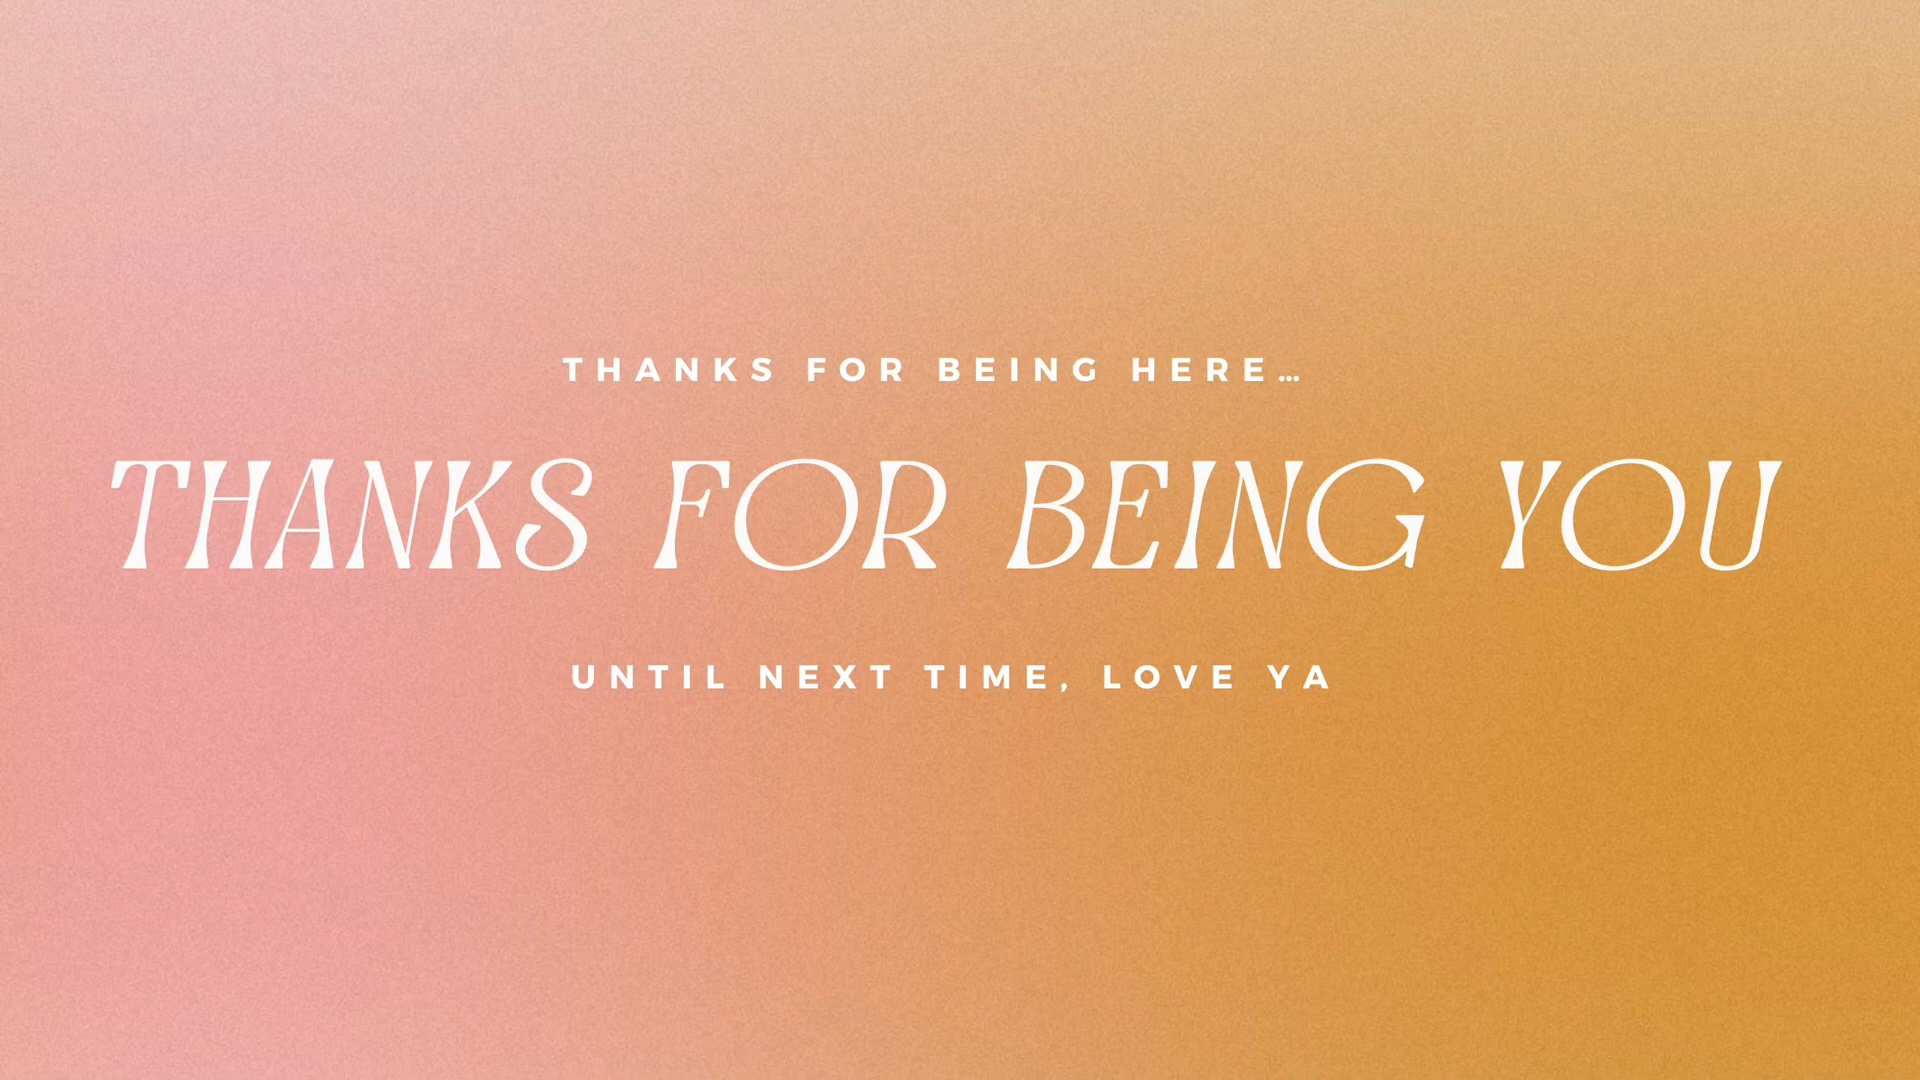 THANKS FOR BEING HERE…
THANKS FOR BEING YOU
UNTIL NEXT TIME, LOVE YA